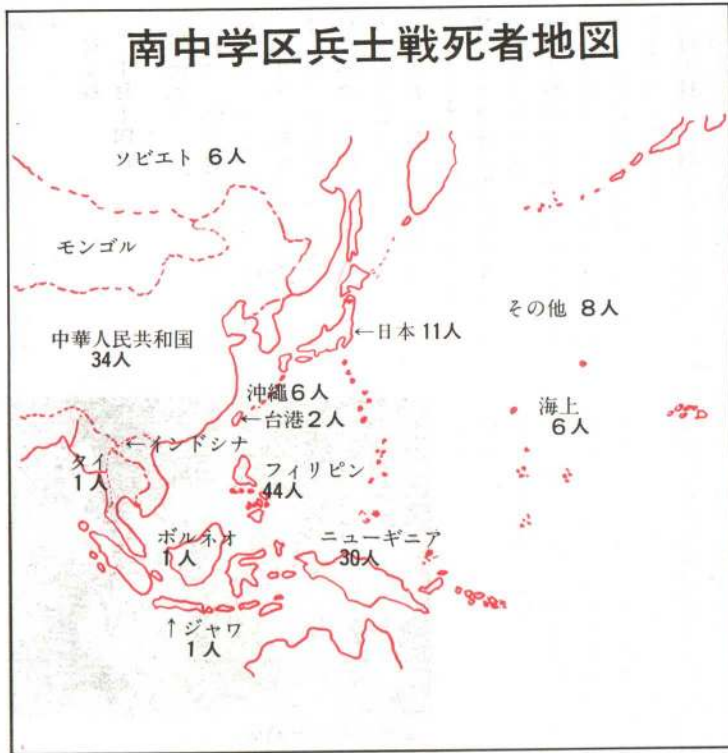 南中学区兵士戦死者地図
ソビエト 6人
モンゴル
その他 8人
中華人民共和国
34人
←日本 11人
沖縄 6人
←台港 2人
海上
6人
←インドシナ
タイ
1人
フィリピン
44人
ボルネオ
1人
ニューギニア
30人
↑ジャワ
1人